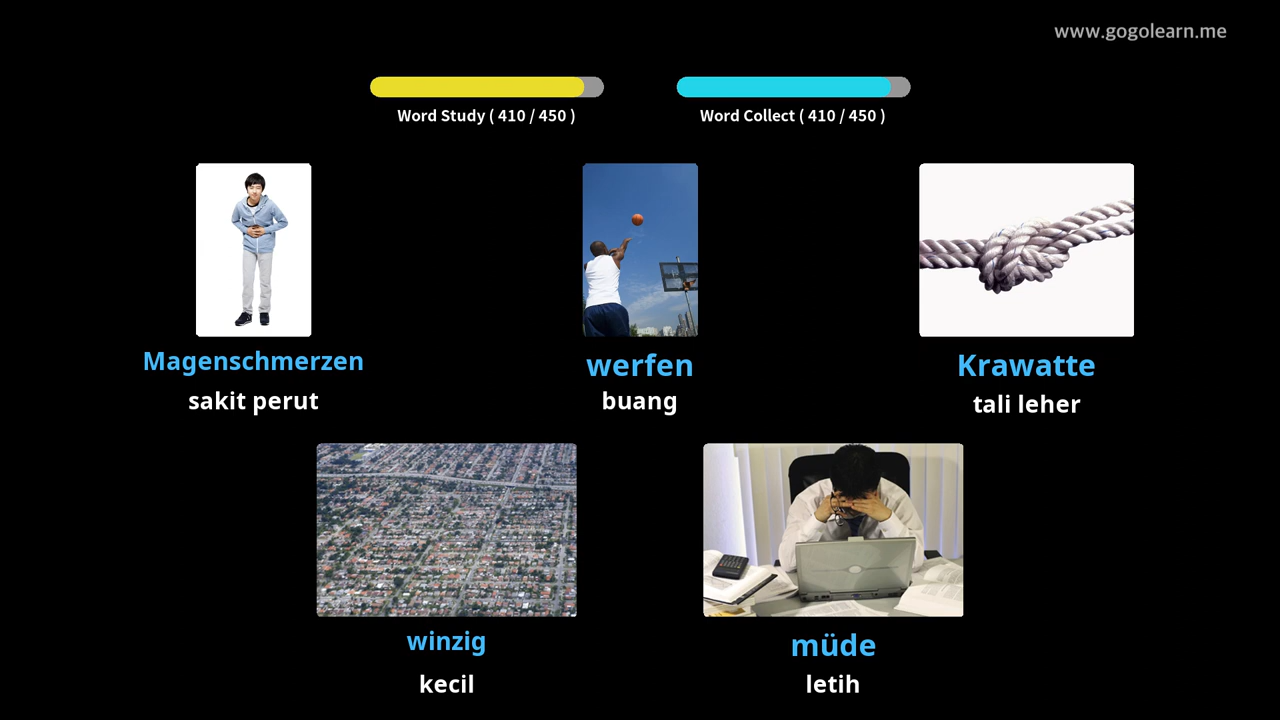 www.gogolearn.me
Word Study ( 410 / 450 )
Word Collect ( 410 / 450 )
Magenschmerzen
sakit perut
werfen
buang
Krawatte
tali leher
winzig
kecil
müde
letih